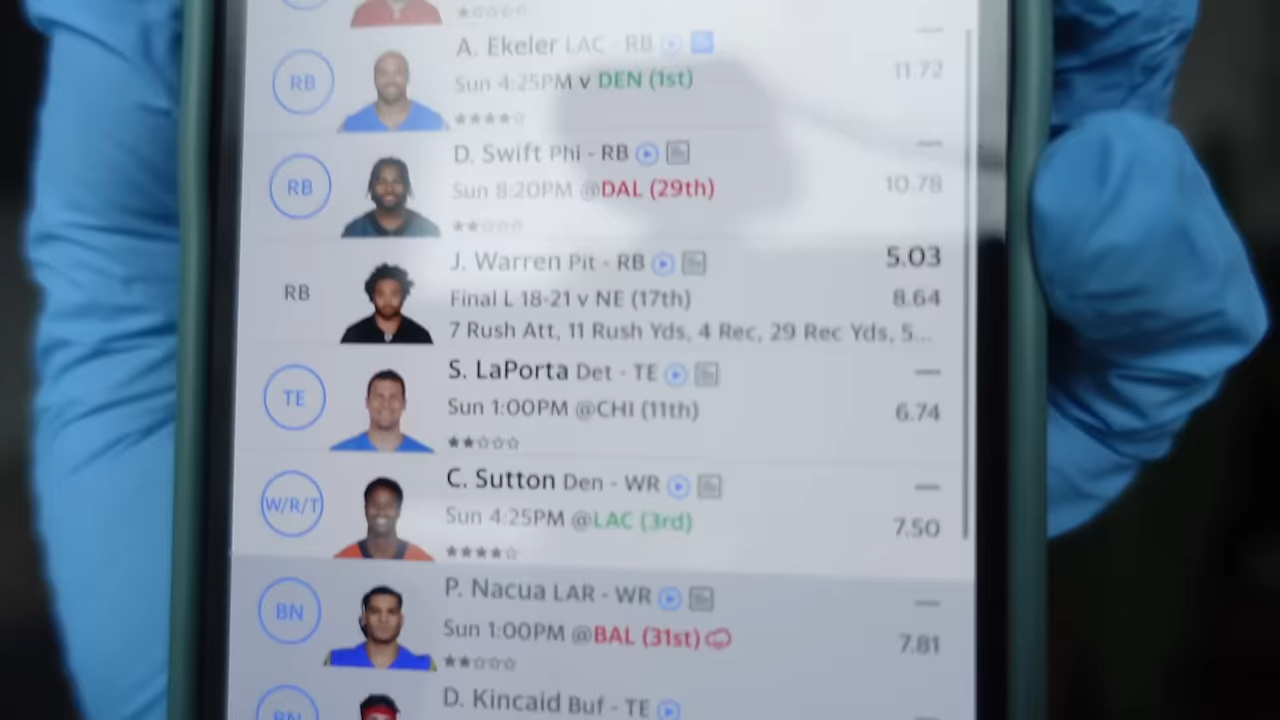 A. Ekeler LAC - RB
RB
Sun 4:25PM v DEN (1st)
11.72
D. Swift Phi - RB
RB
Sun 8:20PM @DAL (29th)
10.78
J. Warren Pit - RB
5.03
RB
Final L 18-21 v NE (17th)
8.64
7 Rush Att, 11 Rush Yds, 4 Rec, 29 Rec Yds, 5...
S. LaPorta Det - TE
TE
Sun 1:00PM @CHI (11th)
6.74
C. Sutton Den - WR
W/R/T
Sun 4:25PM @LAC (3rd)
7.50
P. Nacua LAR - WR
BN
Sun 1:00PM @BAL (31st)
7.81
D. Kincaid Buf - TE
BN